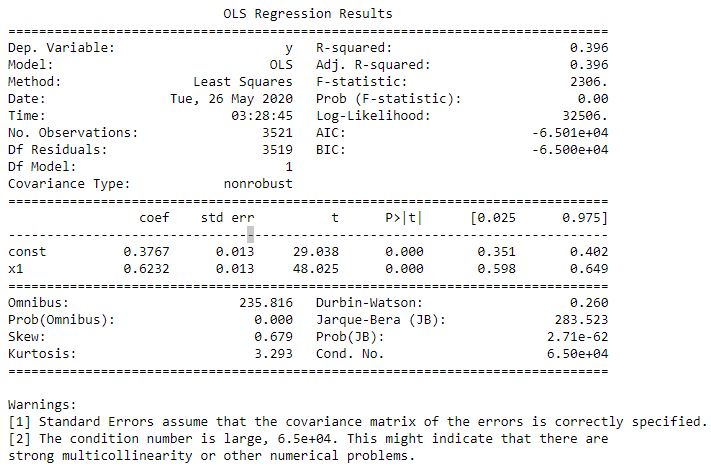 OLS Regression Results
==============================================================================
Dep. Variable: y R-squared: 0.396
Model: OLS Adj. R-squared: 0.396
Method: Least Squares F-statistic: 2306.
Date: Tue, 26 May 2020 Prob (F-statistic): 0.00
Time: 03:28:45 Log-Likelihood: 32506.
No. Observations: 3521 AIC: -6.501e+04
Df Residuals: 3519 BIC: -6.500e+04
Df Model: 1
Covariance Type: nonrobust
==============================================================================
coef std err t P>|t| [0.025 0.975]
------------------------------------------------------------------------------
const 0.3767 0.013 29.038 0.000 0.351 0.402
x1 0.6232 0.013 48.025 0.000 0.598 0.649
==============================================================================
Omnibus: 235.816 Durbin-Watson: 0.260
Prob(Omnibus): 0.000 Jarque-Bera (JB): 283.523
Skew: 0.679 Prob(JB): 2.71e-62
Kurtosis: 3.293 Cond. No. 6.50e+04
==============================================================================
Warnings:
[1] Standard Errors assume that the covariance matrix of the errors is correctly specified.
[2] The condition number is large, 6.5e+04. This might indicate that there are
strong multicollinearity or other numerical problems.